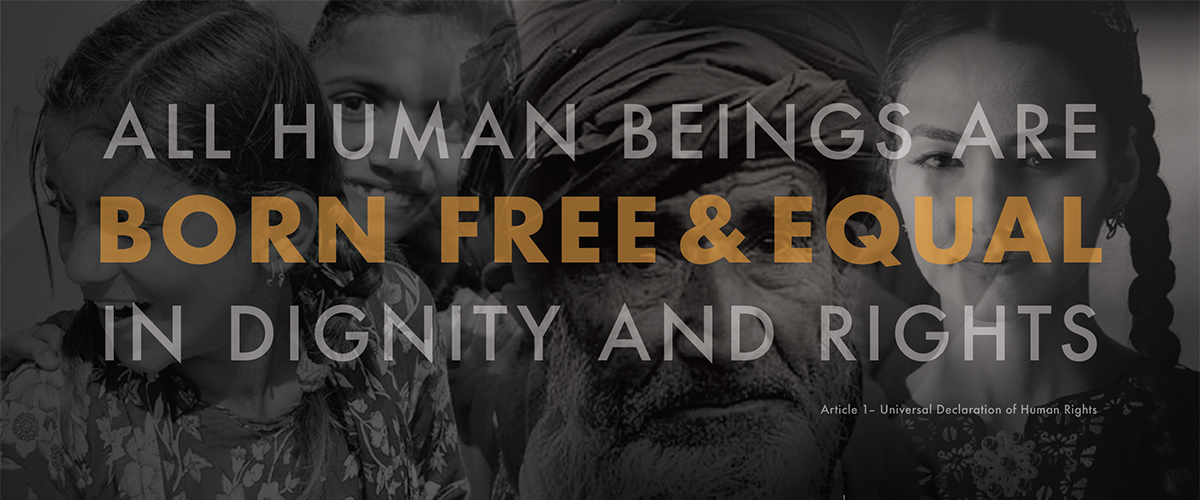 ALL HUMAN BEINGS ARE
BORN FREE & EQUAL
IN DIGNITY AND RIGHTS
Article 1– Universal Declaration of Human Rights